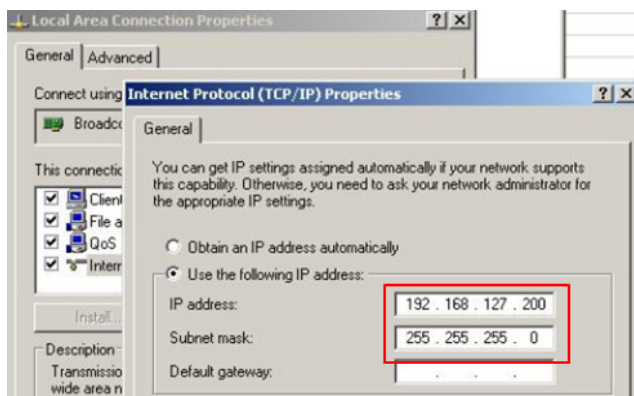 Local Area Connection Properties
General
Advanced
Connect using
Internet Protocol (TCP/IP) Properties
General
You can get IP settings assigned automatically if your network supports
this capability. Otherwise, you need to ask your network administrator for
the appropriate IP settings.
Obtain an IP address automatically
Use the following IP address:
IP address:
192 . 168 . 127 . 200
Subnet mask:
255 . 255 . 255 . 0
Default gateway:
. . .
Broadco
This connectio
Client
File a
QoS
Interr
Install...
Description
Transmissio
wide area n